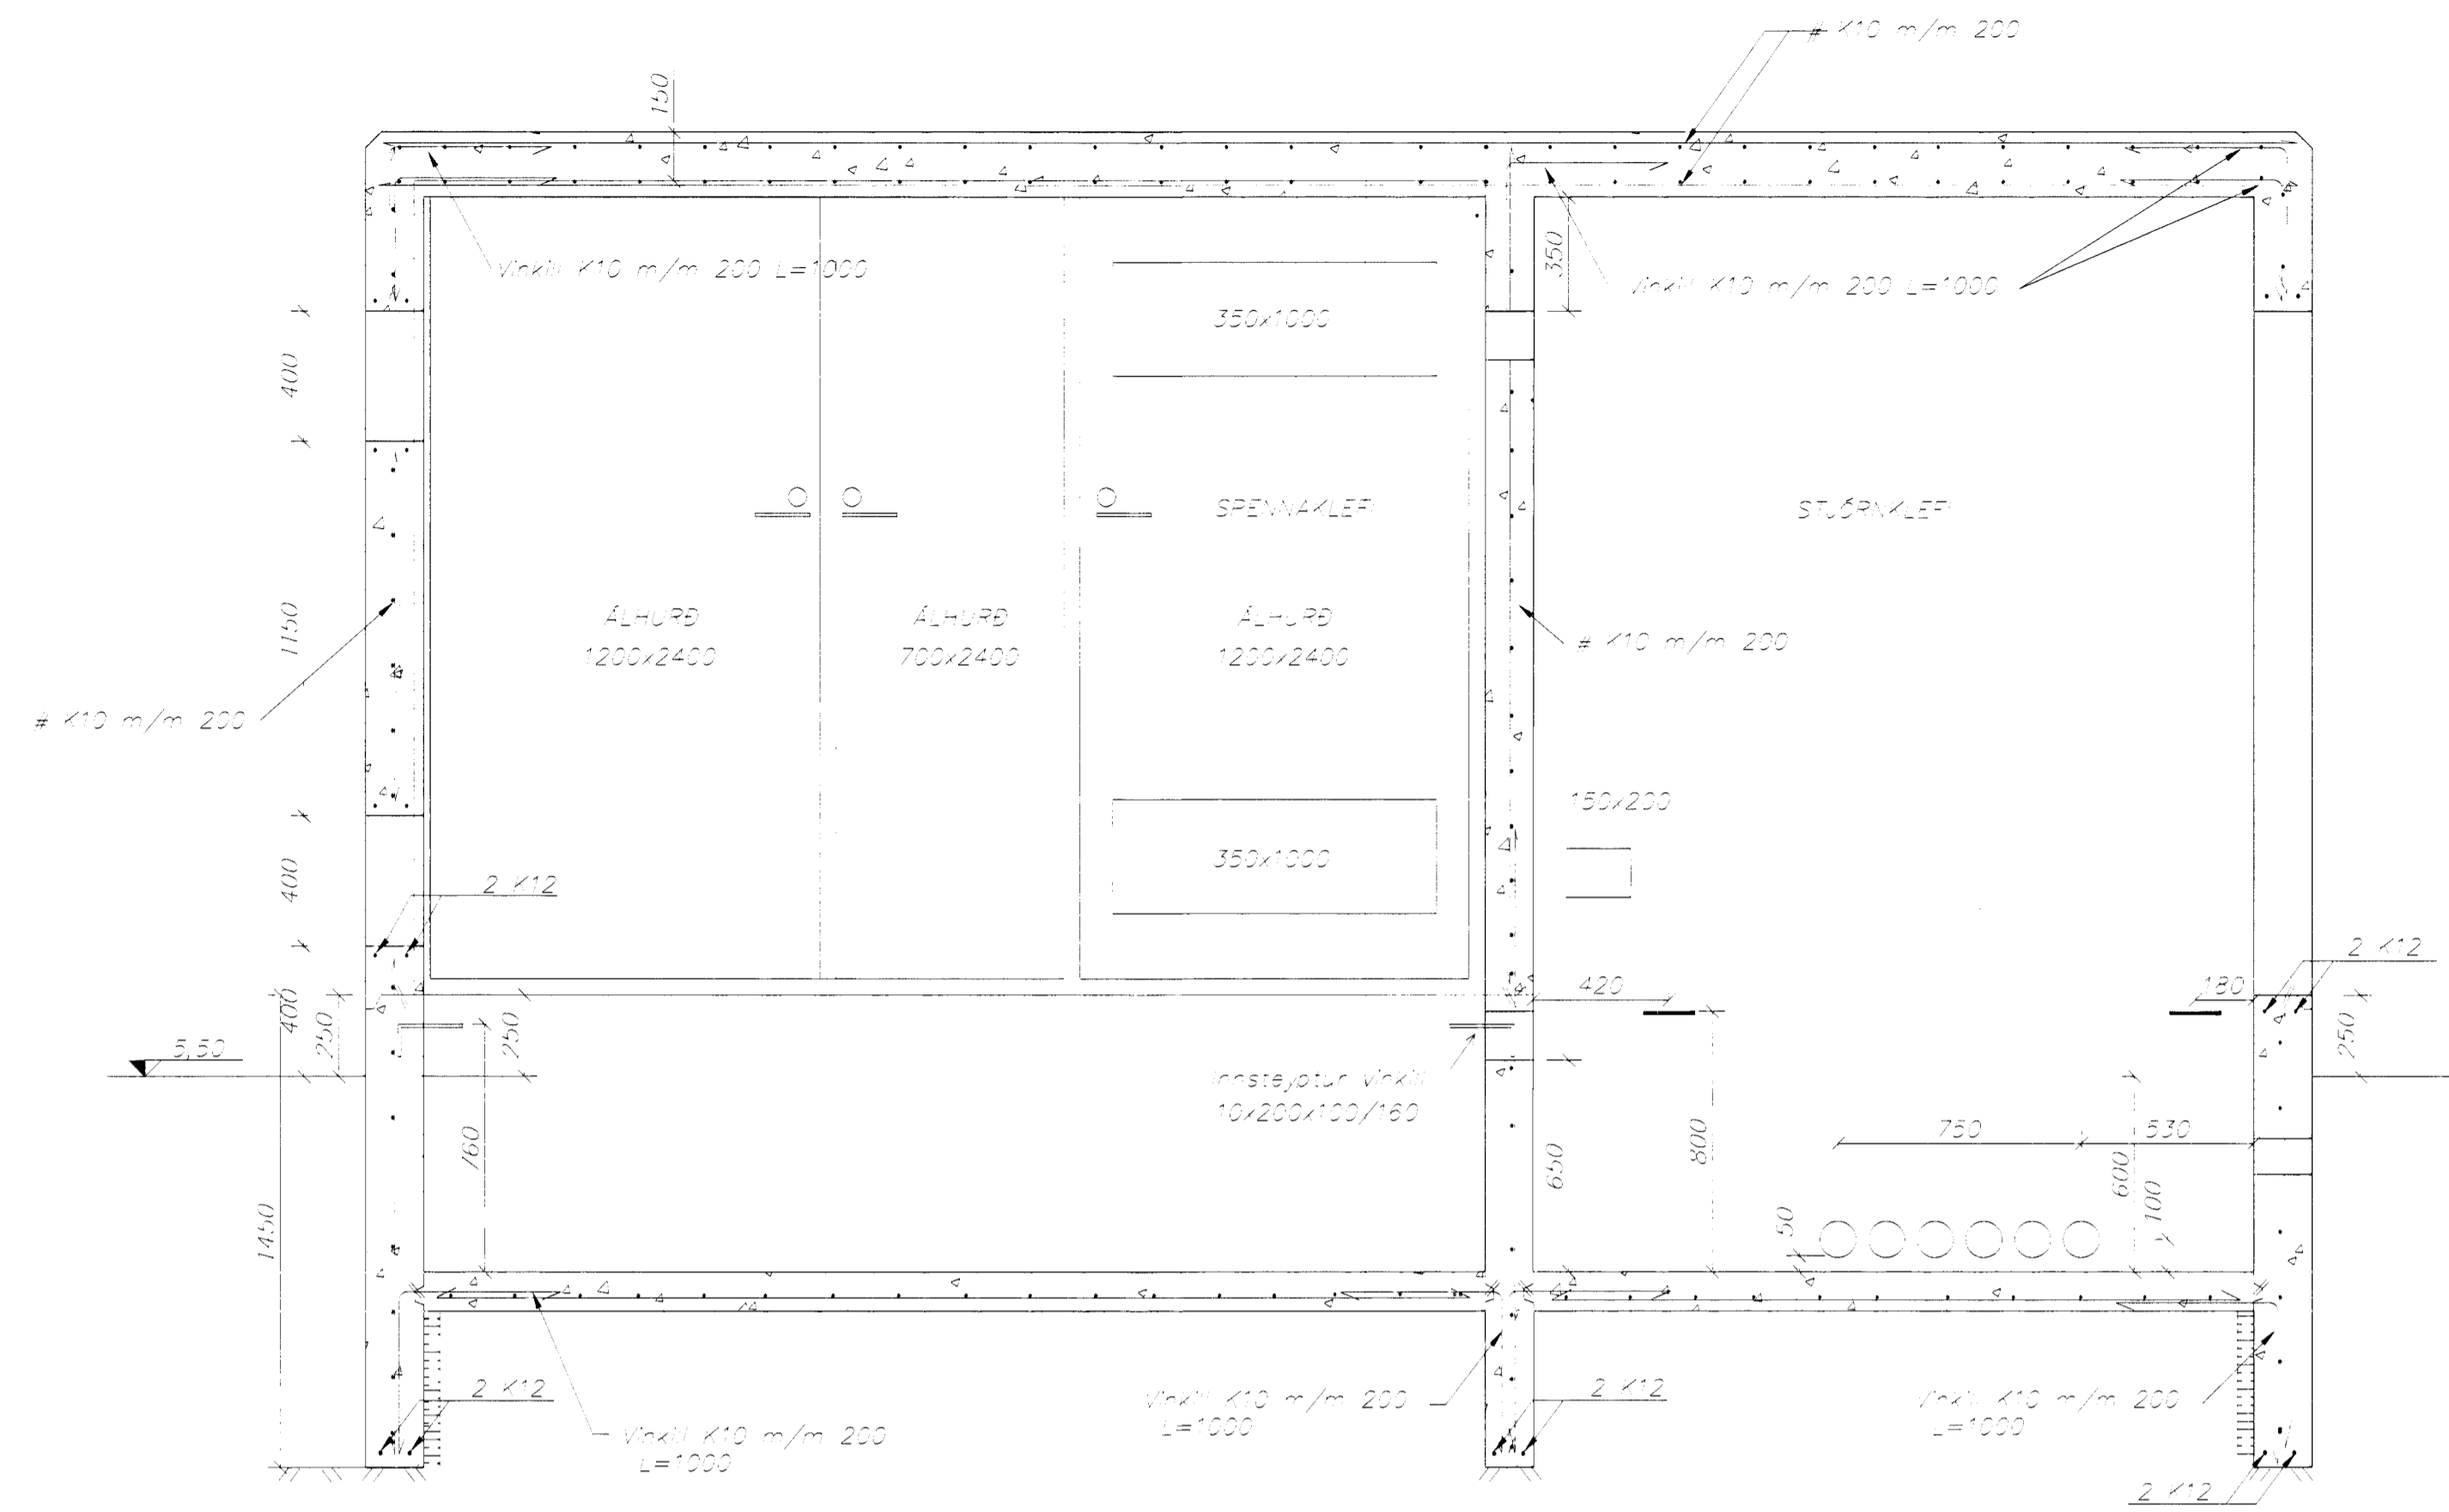 # K10 m/m 200
150
Vinkill K10 m/m 200 L=1000
350
Vinkill K10 m/m 200 L=1000
350x1000
400
SPENNAKLEFI
STJÓRNKLEFI
1150
ÁLHURÐ
1200x2400
ÁLHURÐ
700x2400
ÁLHURÐ
1200x2400
# K10 m/m 200
# K10 m/m 200
150x200
350x1000
400
2 K12
2 K12
420
180
400
250
250
250
5,50
Innsteyptur vinkill
10x200x100/160
760
650
800
750
530
600
100
50
1450
2 K12
Vinkill K10 m/m 200
L=1000
Vinkill K10 m/m 200
L=1000
2 K12
Vinkill K10 m/m 200
L=1000
2 K12